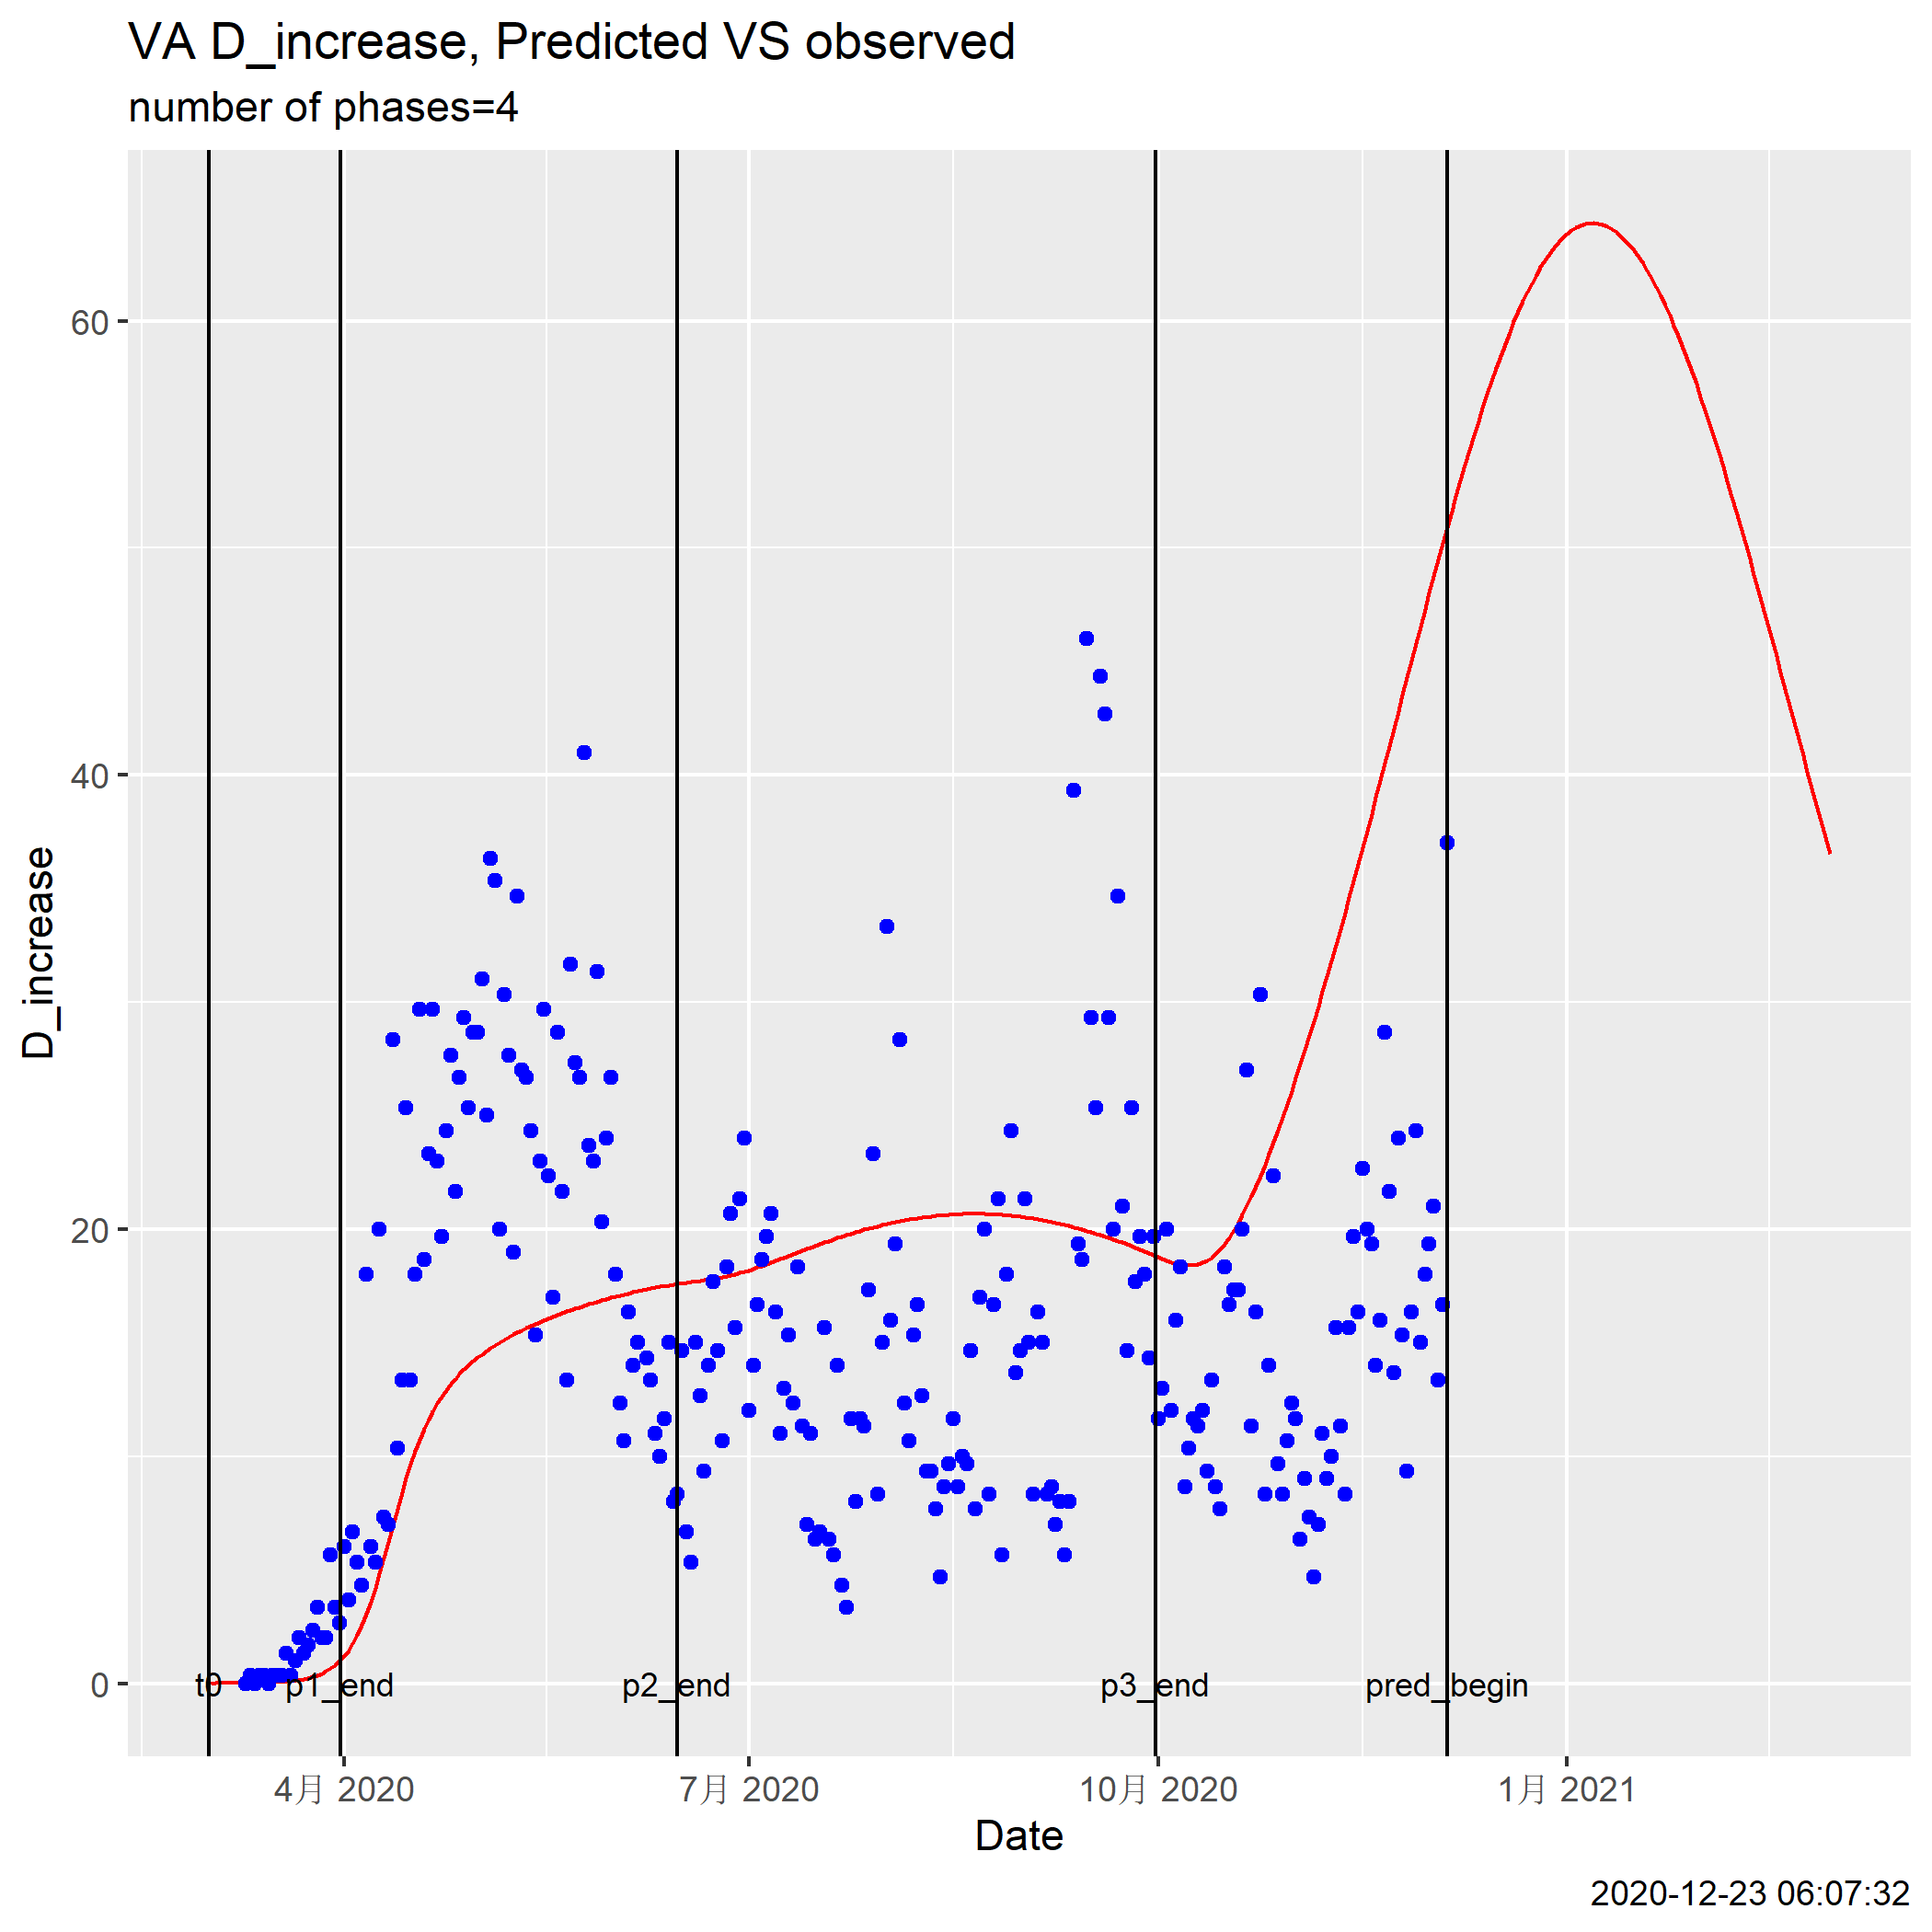 VA D_increase, Predicted VS observed
number of phases=4
D_increase
60
40
20
0
t0
p1_end
p2_end
p3_end
pred_begin
4月 2020
7月 2020
10月 2020
1月 2021
Date
2020-12-23 06:07:32